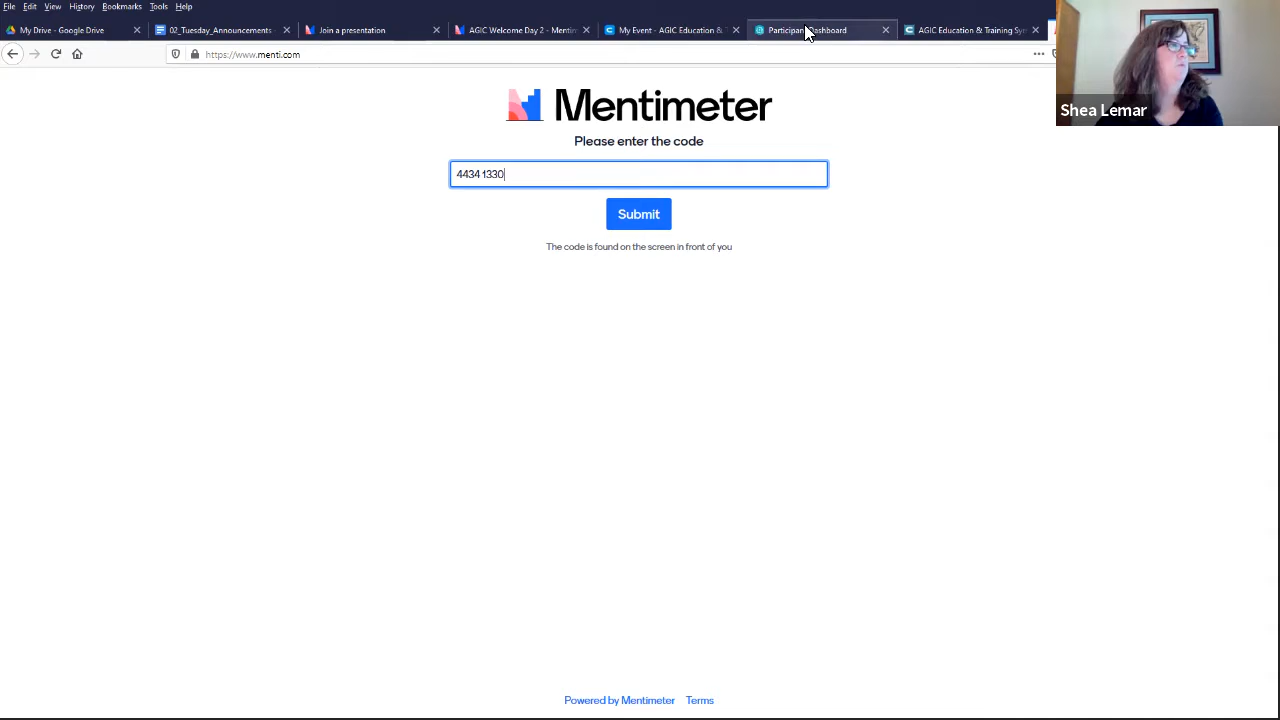 File Edit View History Bookmarks Tools Help
My Drive - Google Drive
02_Tuesday_Announcements
Join a presentation
AGIC Welcome Day 2 - Mentim
My Event - AGIC Education &
Dashboard
AGIC Education & Training Sy
https://www.menti.com
Shea Lemar
Mentimeter
Please enter the code
4434 1330
Submit
The code is found on the screen in front of you
Powered by Mentimeter Terms